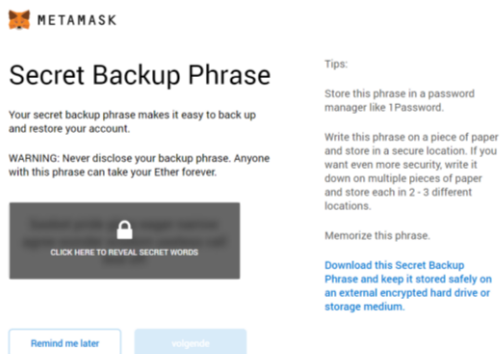 METAMASK
Secret Backup Phrase
Your secret backup phrase makes it easy to back up
and restore your account.
WARNING: Never disclose your backup phrase. Anyone
with this phrase can take your Ether forever.
CLICK HERE TO REVEAL SECRET WORDS
Remind me later
Tips:
Store this phrase in a password
manager like 1Password.
Write this phrase on a piece of paper
and store in a secure location. If you
want even more security, write it
down on multiple pieces of paper
and store each in 2 - 3 different
locations.
Memorize this phrase.
Download this Secret Backup
Phrase and keep it stored safely on
an external encrypted hard drive or
storage medium.